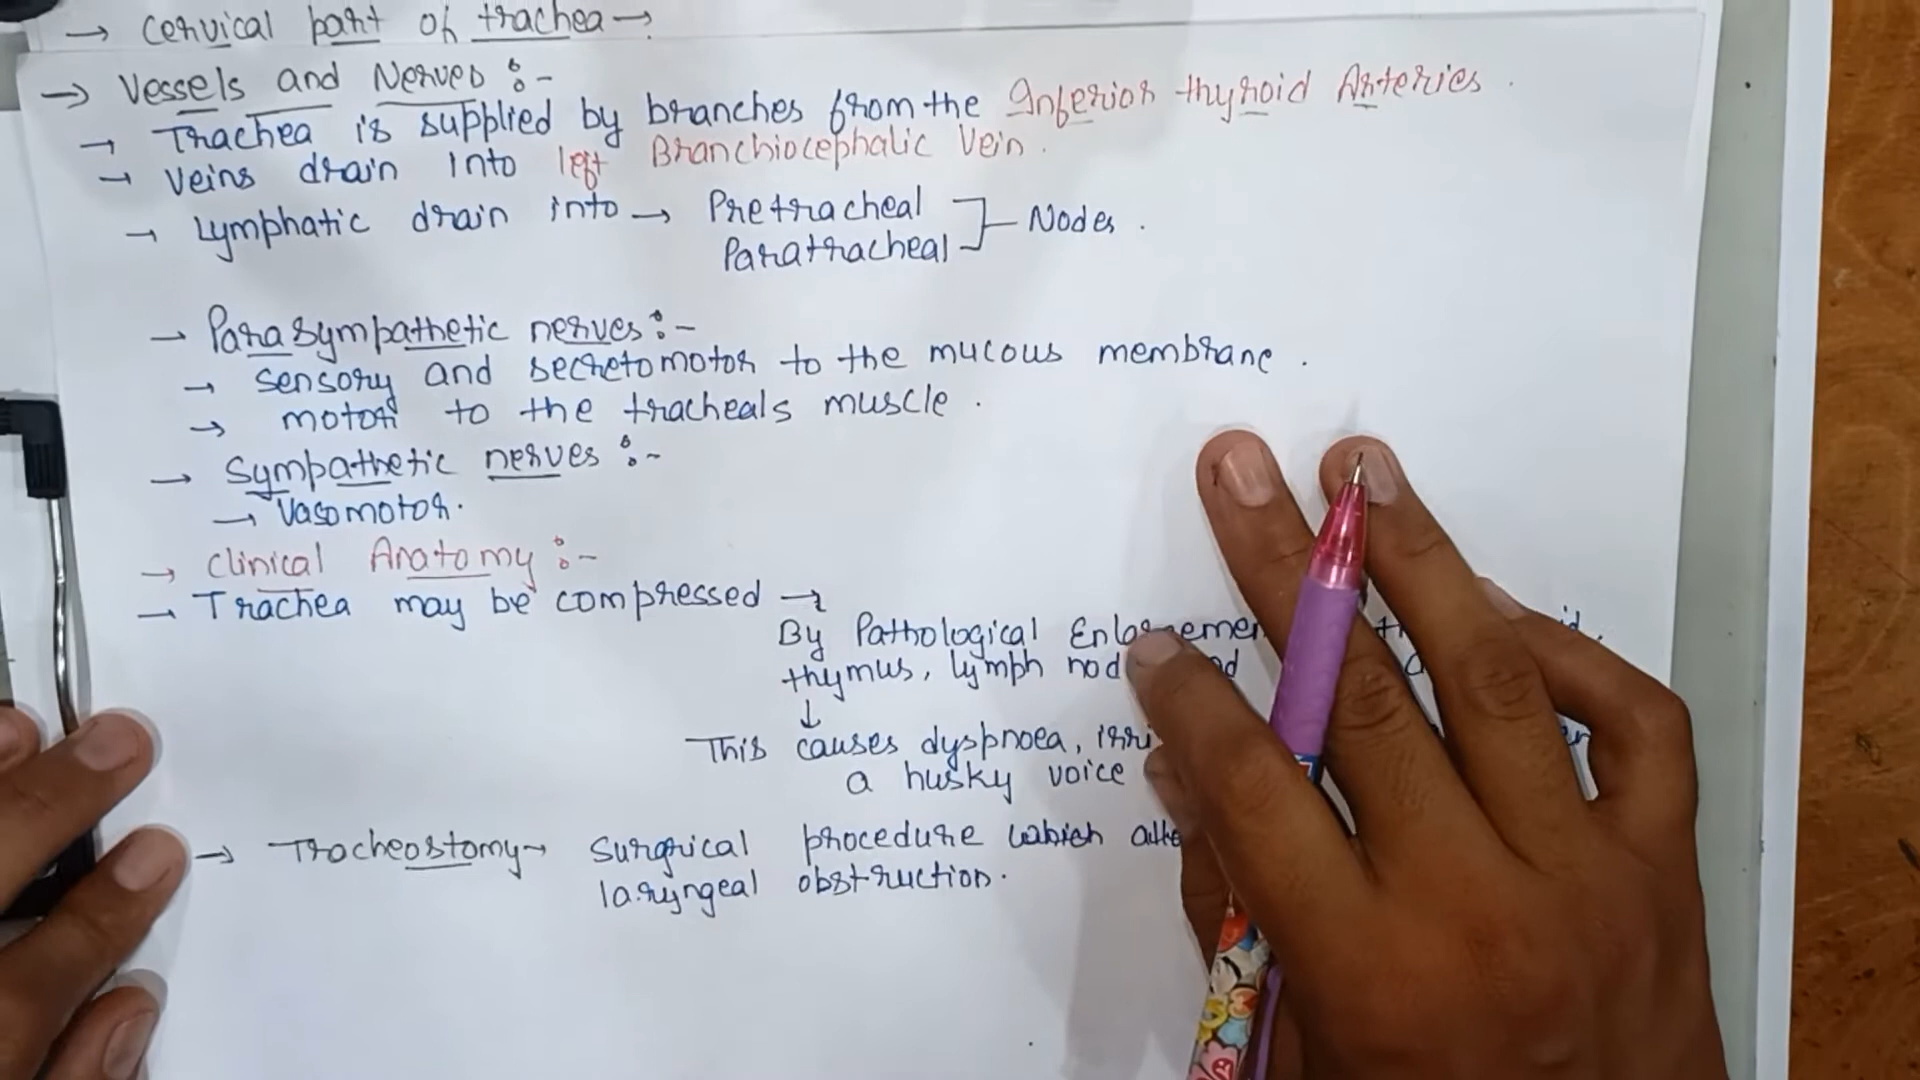 → Cervical part of trachea →
→ Vessels and Nerves :-
→ Trachea is supplied by branches from the Inferior thyroid Arteries.
→ Veins drain into left Branchiocephalic Vein.
→ Lymphatic drain into → Pretracheal
Paratracheal
Nodes.
→ Parasympathetic nerves :-
→ sensory and secretomotor to the mucous membrane.
→ motor to the tracheals muscle.
→ Sympathetic nerves :-
→ Vasomotor.
→ Clinical Anatomy :-
→ Trachea may be compressed →
By Pathological
thymus, lymph
↓
This causes dyspnoea,
a husky voice
→ Tracheostomy → Surgrical procedure which
laryngeal obstruction.